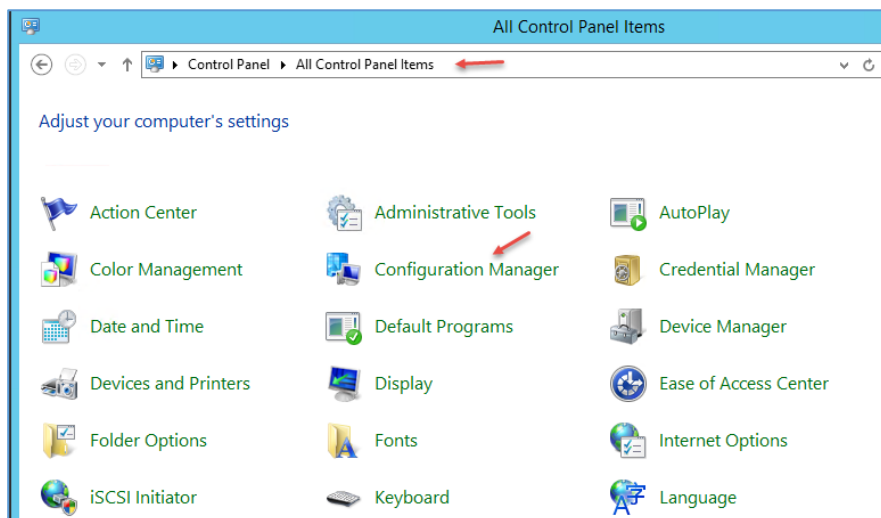 All Control Panel Items
Control Panel All Control Panel Items
Adjust your computer's settings
Action Center Administrative Tools AutoPlay
Color Management Configuration Manager Credential Manager
Date and Time Default Programs Device Manager
Devices and Printers Display Ease of Access Center
Folder Options Fonts Internet Options
iSCSI Initiator Keyboard Language